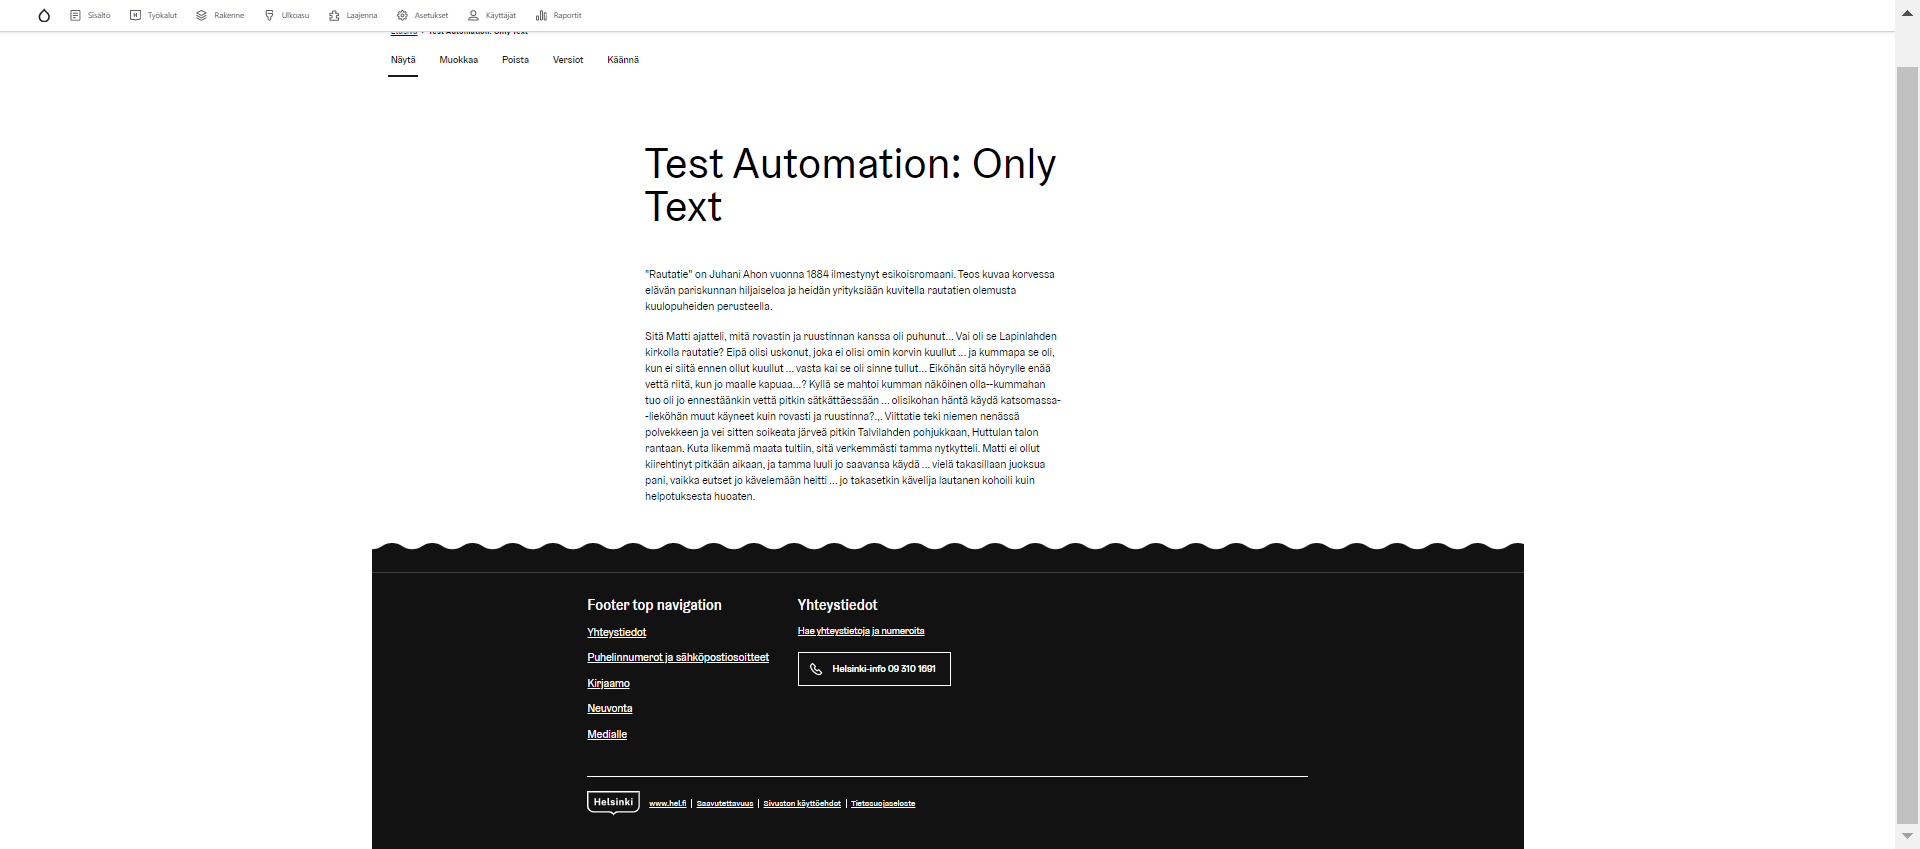 Sisältö Työkalut Rakenne Ulkoasu Laajenna Asetukset Käyttäjät Raportit
Etusivu Test Automation: Only Text
Näytä Muokkaa Poista Versiot Käännä
Test Automation: Only
Text
"Rautatie" on Juhani Ahon vuonna 1884 ilmestynyt esikoisromaani. Teos kuvaa korvessa
elävän pariskunnan hiljaiseloa ja heidän yrityksiään kuvitella rautatien olemusta
kuulopuheiden perusteella.
Sitä Matti ajatteli, mitä rovastin ja ruustinnan kanssa oli puhunut... Vai oli se Lapinlahden
kirkolla rautatie? Eipä olisi uskonut, joka ei olisi omin korvin kuullut ... ja kummapa se oli,
kun ei siitä ennen ollut kuullut ... vasta kai se oli sinne tullut... Eiköhän sitä höyrylle enää
vettä riitä, kun jo maalle kapuaa...? Kyllä se mahtoi kumman näköinen olla--kummahan
tuo oli jo ennestäänkin vettä pitkin sätkättäessään ... olisikohan häntä käydä katsomassa-
-lieköhän muut käyneet kuin rovasti ja ruustinna?.,. Viittatie teki niemen nenässä
polvekkeen ja vei sitten soikeata järveä pitkin Talvilahden pohjukkaan, Huttulan talon
rantaan. Kuta likemmä maata tultiin, sitä verkemmästi tamma nytkytteli. Matti ei ollut
kiirehtinyt pitkään aikaan, ja tamma luuli jo saavansa käydä ... vielä takasillaan juoksua
pani, vaikka eutset jo kävelemään heitti ... jo takasetkin kävelijä lautanen kohoili kuin
helpotuksesta huoaten.
Footer top navigation
Yhteystiedot
Puhelinnumerot ja sähköpostiosoitteet
Kirjaamo
Neuvonta
Medialle
Yhteystiedot
Hae yhteystietoja ja numeroita
Helsinki-info 09 310 1691
Helsinki www.hel.fi | Saavutettavuus | Sivuston käyttöehdot | Tietosuojaseloste